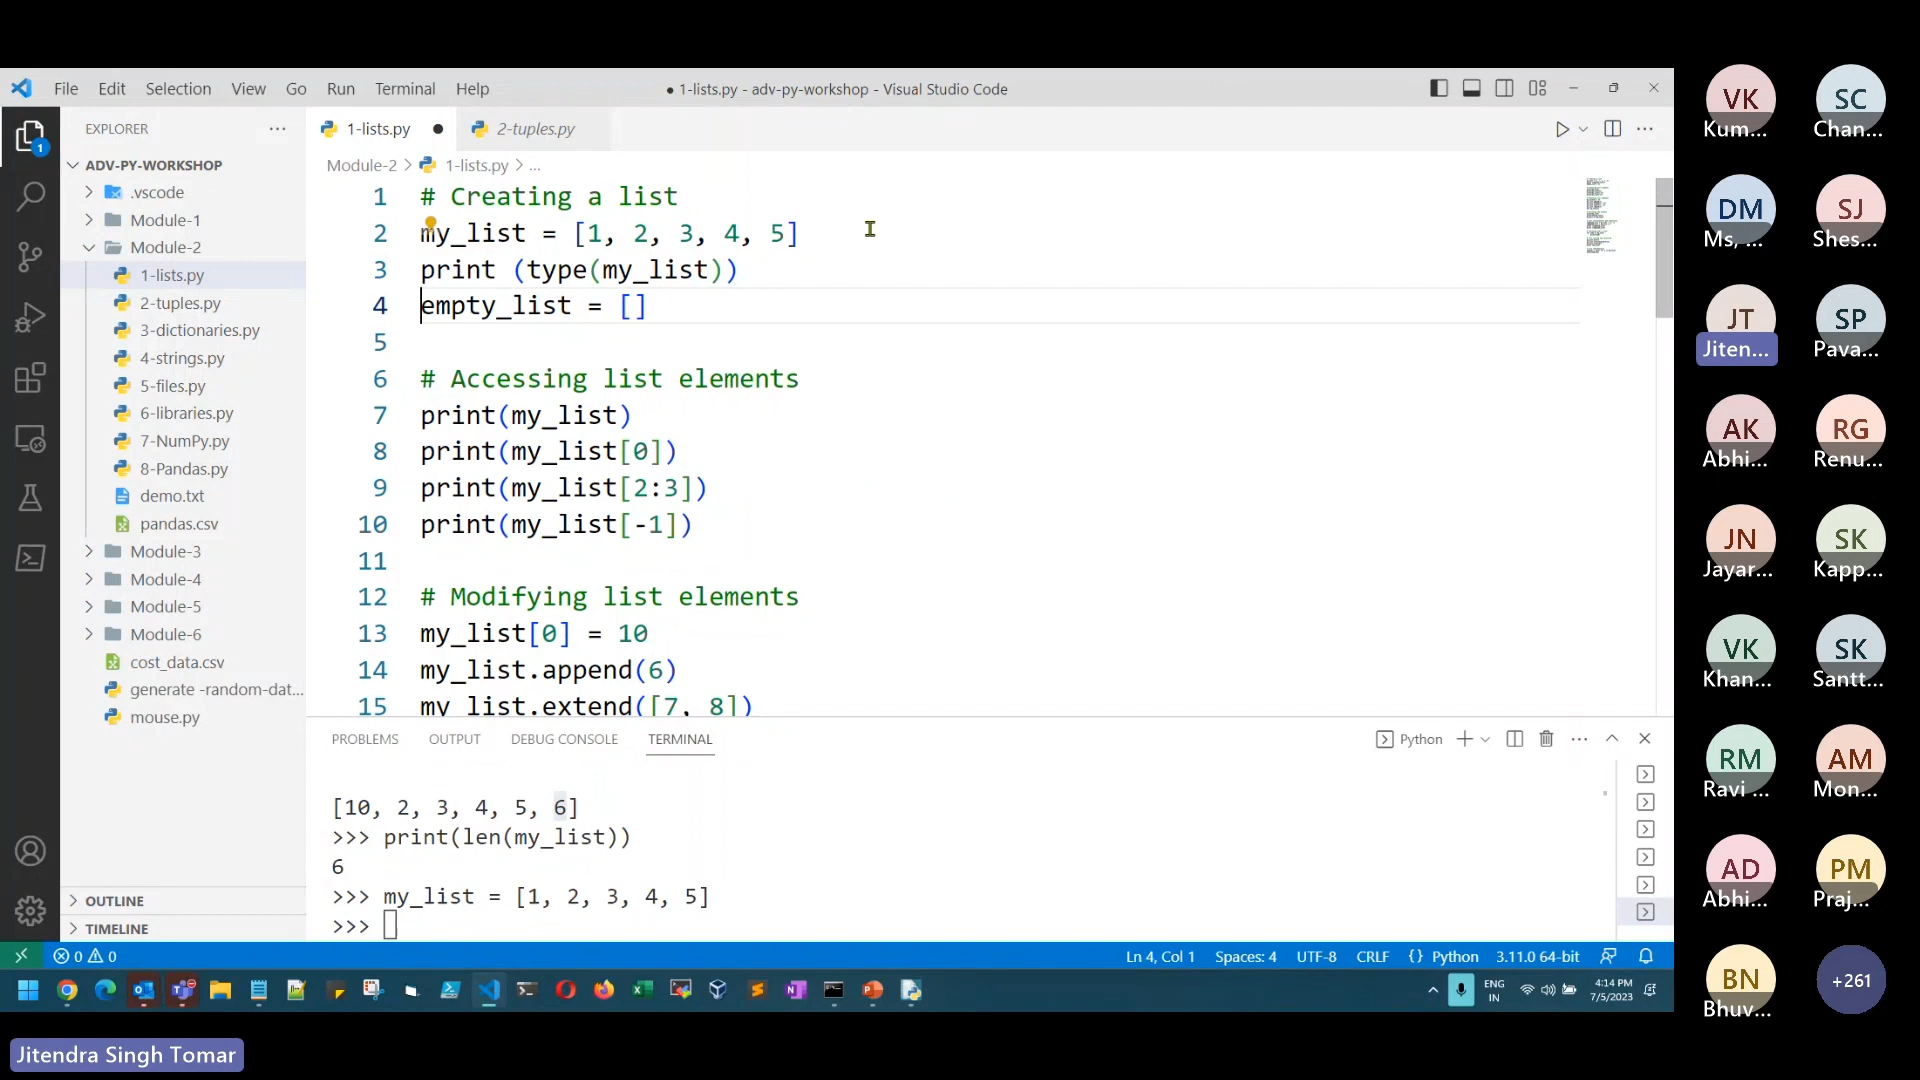 File Edit Selection View Go Run Terminal Help
● 1-lists.py - adv-py-workshop - Visual Studio Code
EXPLORER
1
ADV-PY-WORKSHOP
.vscode
Module-1
Module-2
1-lists.py
2-tuples.py
3-dictionaries.py
4-strings.py
5-files.py
6-libraries.py
7-NumPy.py
8-Pandas.py
demo.txt
pandas.csv
Module-3
Module-4
Module-5
Module-6
cost_data.csv
generate -random-dat...
mouse.py
OUTLINE
TIMELINE
1-lists.py ● 2-tuples.py
Module-2 > 1-lists.py > ...
1 # Creating a list
2 my_list = [1, 2, 3, 4, 5]
3 print (type(my_list))
4 empty_list = []
5
6 # Accessing list elements
7 print(my_list)
8 print(my_list[0])
9 print(my_list[2:3])
10 print(my_list[-1])
11
12 # Modifying list elements
13 my_list[0] = 10
14 my_list.append(6)
15 my_list.extend([7, 8])
PROBLEMS OUTPUT DEBUG CONSOLE TERMINAL
Python
[10, 2, 3, 4, 5, 6]
>>> print(len(my_list))
6
>>> my_list = [1, 2, 3, 4, 5]
>>>
0 0
Ln 4, Col 1 Spaces: 4 UTF-8 CRLF {} Python 3.11.0 64-bit
ENG
IN
4:14 PM
7/5/2023
Jitendra Singh Tomar
VK SC
Kum... Chan...
DM SJ
Ms, ... Shes...
JT SP
Jiten... Pava...
AK RG
Abhi... Renu...
JN SK
Jayar... Kapp...
VK SK
Khan... Santt...
RM AM
Ravi ... Mon...
AD PM
Abhi... Praj...
BN +261
Bhuv...